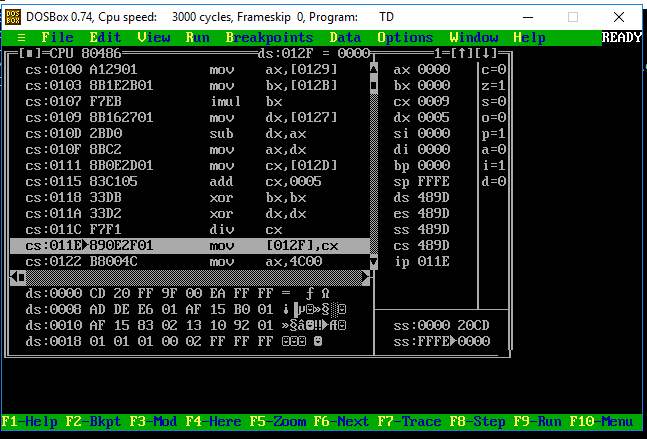 DOSBox 0.74, Cpu speed: 3000 cycles, Frameskip 0, Program: TD
≡ File Edit View Run Breakpoints Data Options Window Help READY
[■]=CPU 80486 ds:012F = 0000 1=[↑][↓]
cs:0100 A12901 mov ax,[0129] ax 0000 c=0
cs:0103 8B1E2B01 mov bx,[012B] bx 0000 z=1
cs:0107 F7EB imul bx cx 0009 s=0
cs:0109 8B162701 mov dx,[0127] dx 0005 o=0
cs:010D 2BD0 sub dx,ax si 0000 p=1
cs:010F 8BC2 mov ax,dx di 0000 a=0
cs:0111 8B0E2D01 mov cx,[012D] bp 0000 i=1
cs:0115 83C105 add cx,0005 sp FFFE d=0
cs:0118 33DB xor bx,bx ds 489D
cs:011A 33D2 xor dx,dx es 489D
cs:011C F7F1 div cx ss 489D
cs:011E►890E2F01 mov [012F],cx cs 489D
cs:0122 B8004C mov ax,4C00 ip 011E
ds:0000 CD 20 FF 9F 00 EA FF FF = ƒ Ω
ds:0008 AD DE E6 01 AF 15 B0 01 ¡▐µ☺»§░☺
ds:0010 AF 15 83 02 13 10 92 01 »§â☻‼►Æ☺ ss:0000 20CD
ds:0018 01 01 01 00 02 FF FF FF ☺☺☺ ☻ ss:FFFE►0000
F1-Help F2-Bkpt F3-Mod F4-Here F5-Zoom F6-Next F7-Trace F8-Step F9-Run F10-Menu